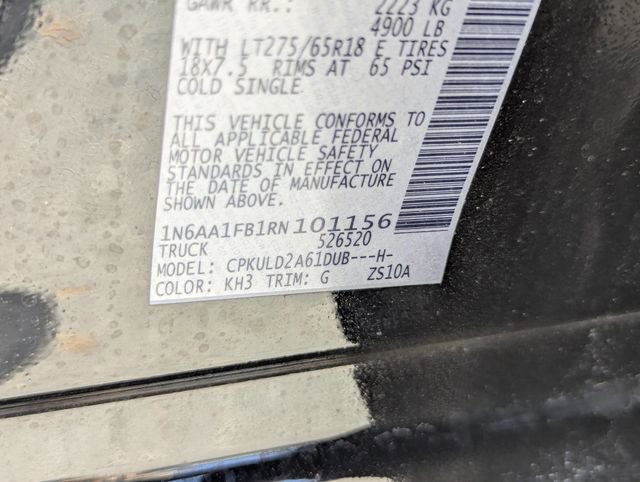 GAWR RR.: 2223 KG
4900 LB
WITH LT275/65R18 E TIRES
18X7.5 RIMS AT 65 PSI
COLD SINGLE
THIS VEHICLE CONFORMS TO
ALL APPLICABLE FEDERAL
MOTOR VEHICLE SAFETY
STANDARDS IN EFFECT ON
THE DATE OF MANUFACTURE
SHOWN ABOVE.
1N6AA1FB1RN101156
TRUCK 526520
MODEL: CPKULD2A61DUB---H-
COLOR: KH3 TRIM: G ZS10A